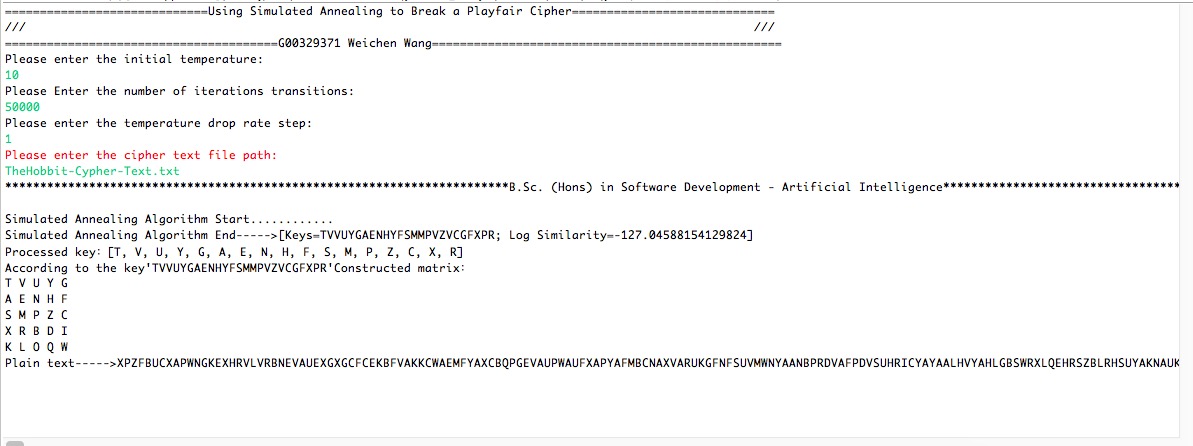 =============================Using Simulated Annealing to Break a Playfair Cipher=============================
/// ///
=======================================G00329371 Weichen Wang==================================================
Please enter the initial temperature:
10
Please Enter the number of iterations transitions:
50000
Please enter the temperature drop rate step:
1
Please enter the cipher text file path:
TheHobbit-Cypher-Text.txt
************************************************************************B.Sc. (Hons) in Software Development - Artificial Intelligence**********************************
Simulated Annealing Algorithm Start............
Simulated Annealing Algorithm End----->[Keys=TVVUYGAENHYFSMMPVZVCGFXPR; Log Similarity=-127.04588154129824]
Processed key: [T, V, U, Y, G, A, E, N, H, F, S, M, P, Z, C, X, R]
According to the key'TVVUYGAENHYFSMMPVZVCGFXPR'Constructed matrix:
T V U Y G
A E N H F
S M P Z C
X R B D I
K L O Q W
Plain text----->XPZFBUCXAPWNGKEXHRVLVRBNEVAUEXGXGCFCEKBFVAKKCWAEMFYAXCBQPGEVAUPWAUFXAPYAFMBCNAXVARUKGFNFSUVMWNYAANBPRDVAFPDVSUHRICYAYAALHVYAHLGBSWRXLQEHRSZBLRHSUYAKNAUK